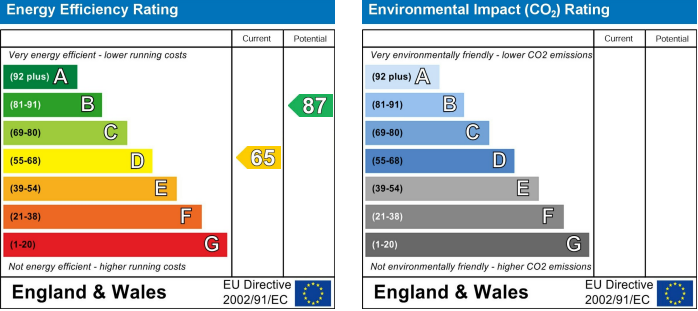 Energy Efficiency Rating
Current Potential
Very energy efficient - lower running costs
(92 plus) A
(81-91) B
(69-80) C
(55-68) D
(39-54) E
(21-38) F
(1-20) G
65
87
Not energy efficient - higher running costs
England & Wales
EU Directive
2002/91/EC
Environmental Impact (CO₂) Rating
Current Potential
Very environmentally friendly - lower CO2 emissions
(92 plus) A
(81-91) B
(69-80) C
(55-68) D
(39-54) E
(21-38) F
(1-20) G
Not environmentally friendly - higher CO2 emissions
England & Wales
EU Directive
2002/91/EC